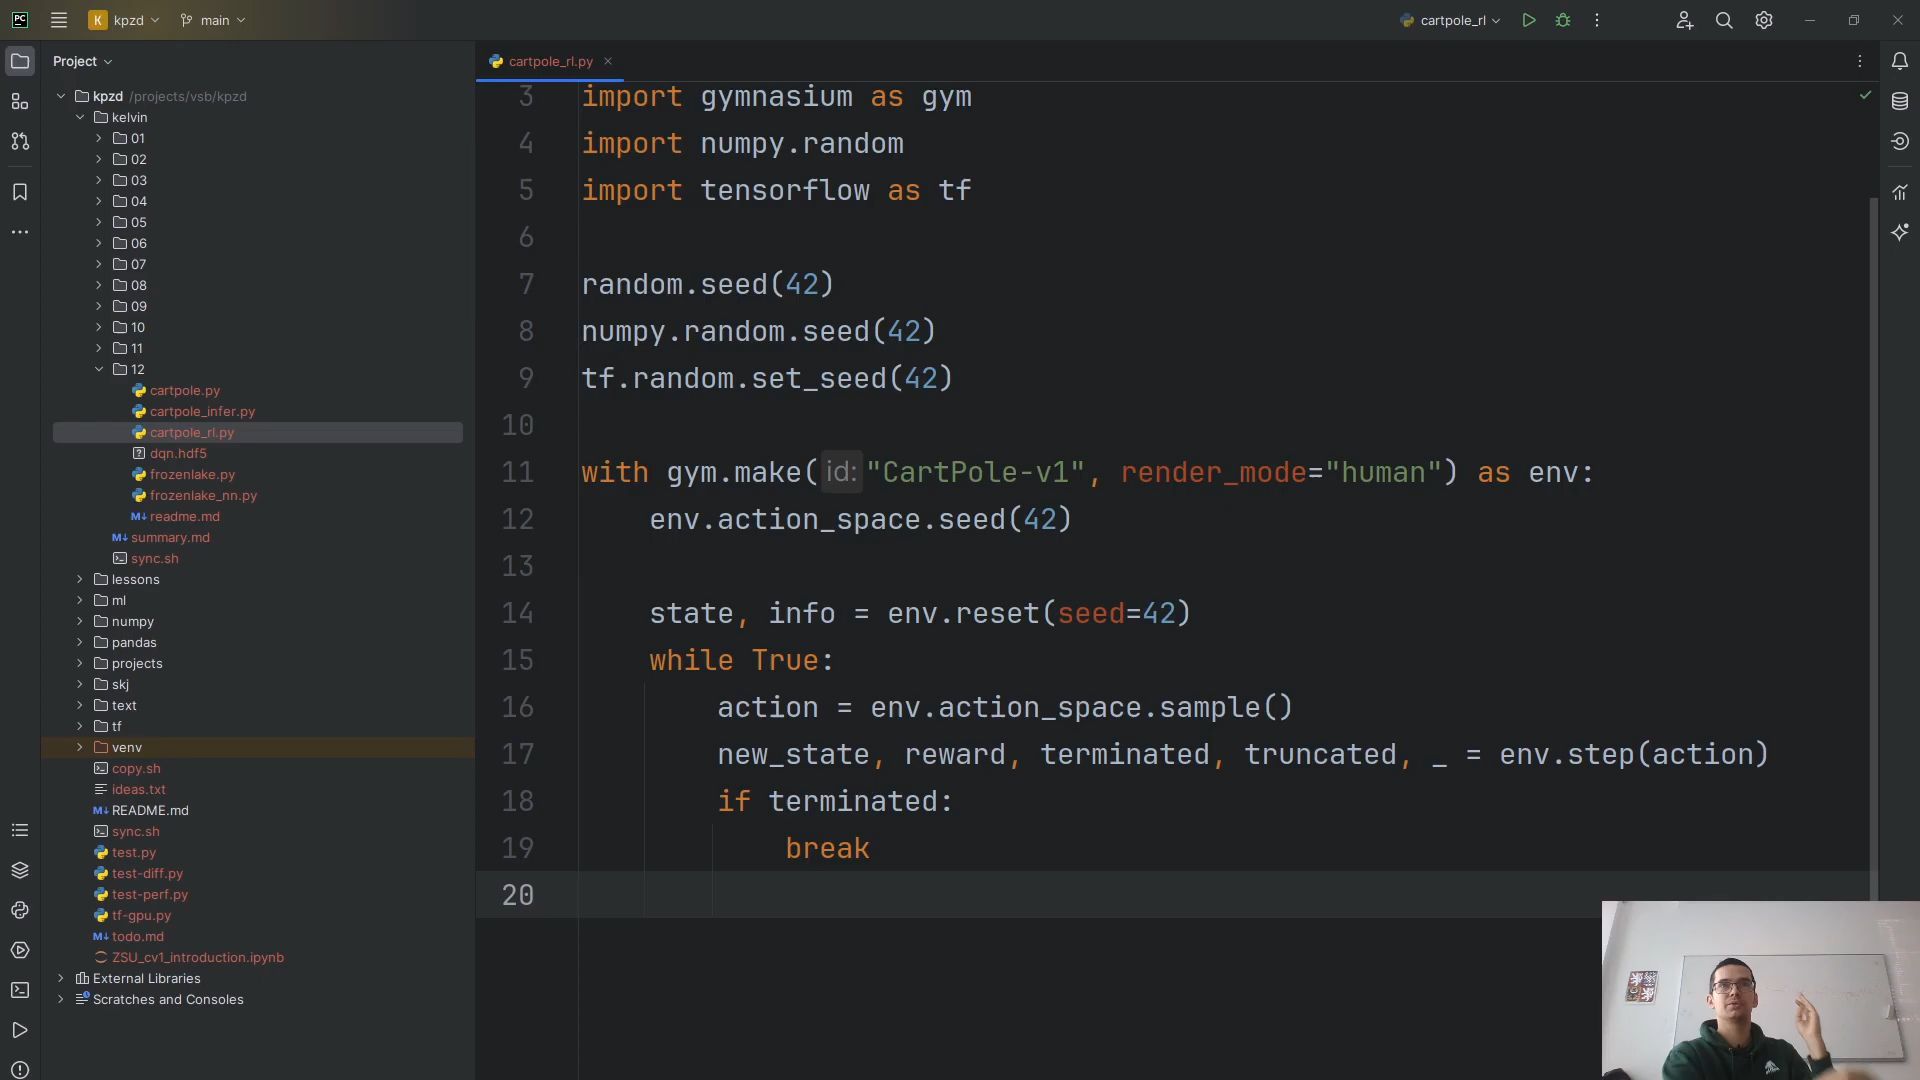 PC
K kpzd
main
cartpole_rl
Project
cartpole_rl.py
kpzd /projects/vsb/kpzd
kelvin
01
02
03
04
05
06
07
08
09
10
11
12
cartpole.py
cartpole_infer.py
cartpole_rl.py
dqn.hdf5
frozenlake.py
frozenlake_nn.py
M↓ readme.md
M↓ summary.md
sync.sh
lessons
ml
numpy
pandas
projects
skj
text
tf
venv
copy.sh
ideas.txt
M↓ README.md
sync.sh
test.py
test-diff.py
test-perf.py
tf-gpu.py
M↓ todo.md
ZSU_cv1_introduction.ipynb
External Libraries
Scratches and Consoles
3 import gymnasium as gym
4 import numpy.random
5 import tensorflow as tf
6
7 random.seed(42)
8 numpy.random.seed(42)
9 tf.random.set_seed(42)
10
11 with gym.make(id:"CartPole-v1", render_mode="human") as env:
12 env.action_space.seed(42)
13
14 state, info = env.reset(seed=42)
15 while True:
16 action = env.action_space.sample()
17 new_state, reward, terminated, truncated, _ = env.step(action)
18 if terminated:
19 break
20